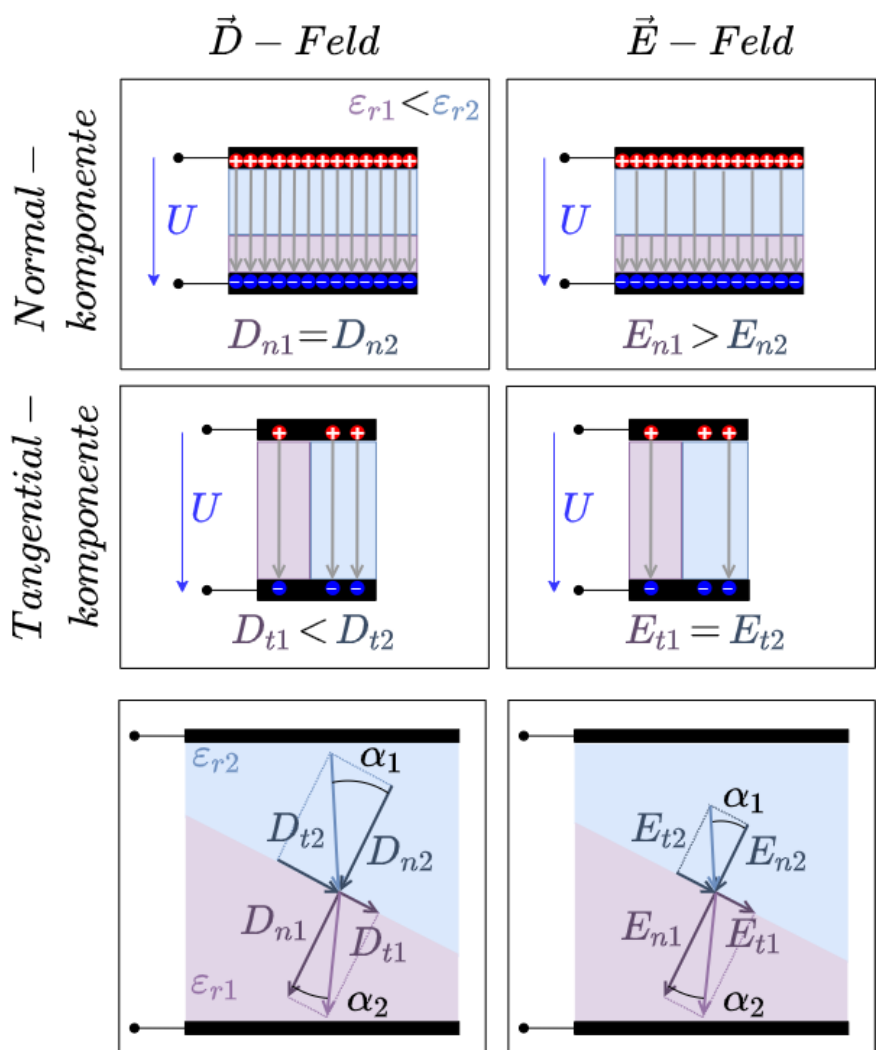 D⃗ – Feld
E⃗ – Feld
Normal –
komponente
εr1<εr2
U
Dn1=Dn2
U
En1>En2
Tangential –
komponente
U
Dt1<Dt2
U
Et1=Et2
εr2
α1
Dt2
Dn2
Dn1
Dt1
εr1
α2
α1
Et2
En2
En1
E⃗t1
α2